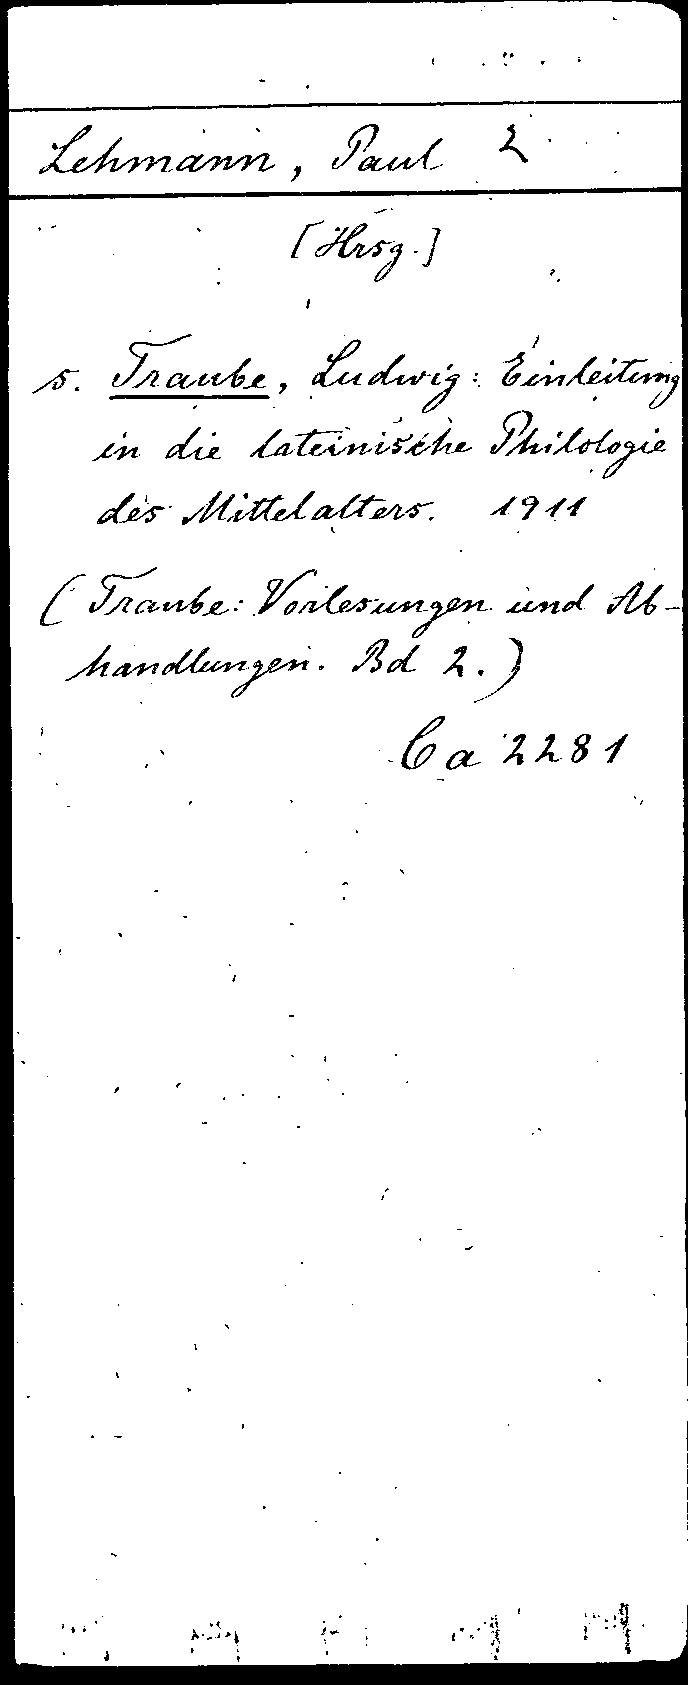 Lehmann, Paul 2
[Hrsg.]
s. Traube, Ludwig: Einleitung
in die lateinische Philologie
des Mittelalters. 1911
(Traube: Vorlesungen und Ab-
handlungen. Bd 2.)
Ca 2281